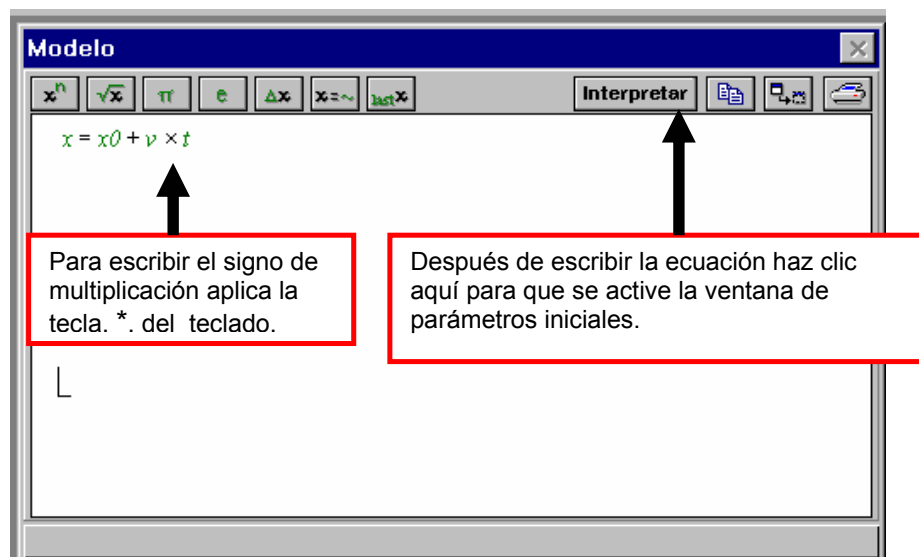 Modelo
xⁿ √x π e Δx x=~ last x Interpretar
x = x0 + v × t
Para escribir el signo de
multiplicación aplica la
tecla. *. del teclado.
Después de escribir la ecuación haz clic
aquí para que se active la ventana de
parámetros iniciales.